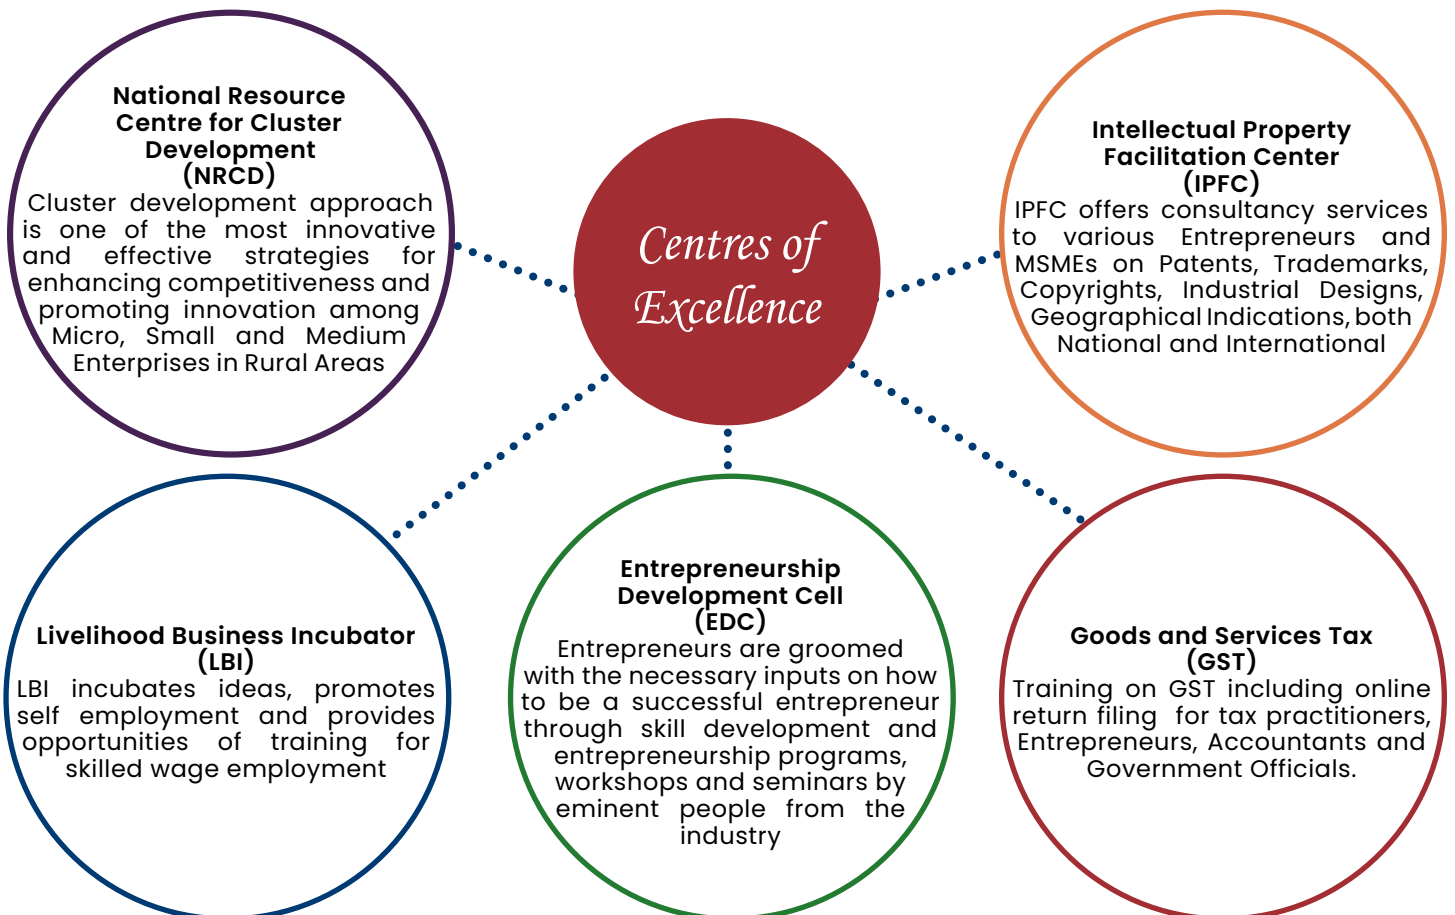 National Resource
Centre for Cluster
Development
(NRCD)
Cluster development approach
is one of the most innovative
and effective strategies for
enhancing competitiveness and
promoting innovation among
Micro, Small and Medium
Enterprises in Rural Areas
Centres of
Excellence
Intellectual Property
Facilitation Center
(IPFC)
IPFC offers consultancy services
to various Entrepreneurs and
MSMEs on Patents, Trademarks,
Copyrights, Industrial Designs,
Geographical Indications, both
National and International
Livelihood Business Incubator
(LBI)
LBI incubates ideas, promotes
self employment and provides
opportunities of training for
skilled wage employment
Entrepreneurship
Development Cell
(EDC)
Entrepreneurs are groomed
with the necessary inputs on how
to be a successful entrepreneur
through skill development and
entrepreneurship programs,
workshops and seminars by
eminent people from the
industry
Goods and Services Tax
(GST)
Training on GST including online
return filing for tax practitioners,
Entrepreneurs, Accountants and
Government Officials.